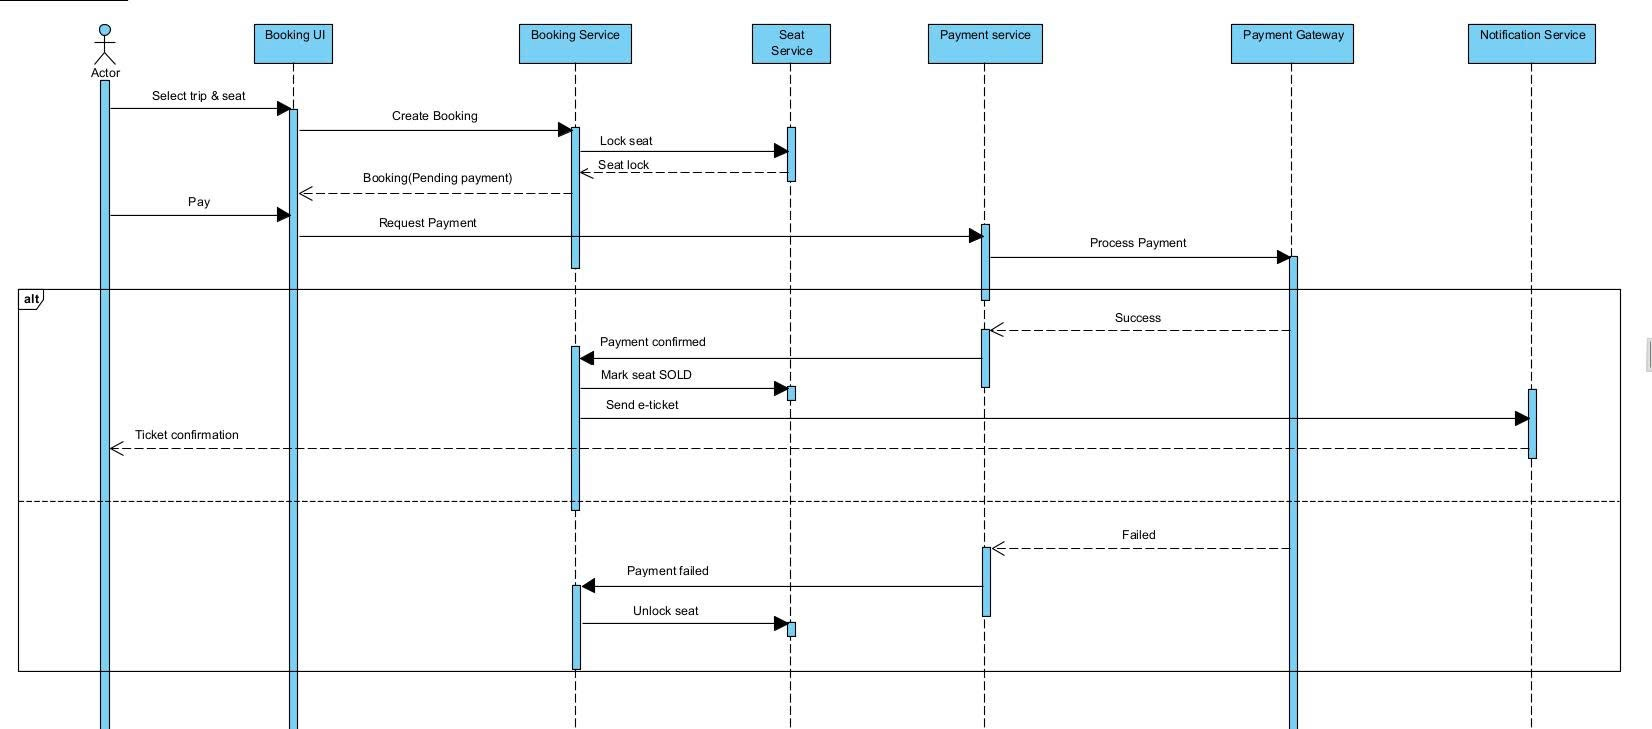 Actor
Booking UI
Booking Service
Seat
Service
Payment service
Payment Gateway
Notification Service
Select trip & seat
Create Booking
Lock seat
Seat lock
Booking(Pending payment)
Pay
Request Payment
Process Payment
alt
Success
Payment confirmed
Mark seat SOLD
Send e-ticket
Ticket confirmation
Failed
Payment failed
Unlock seat